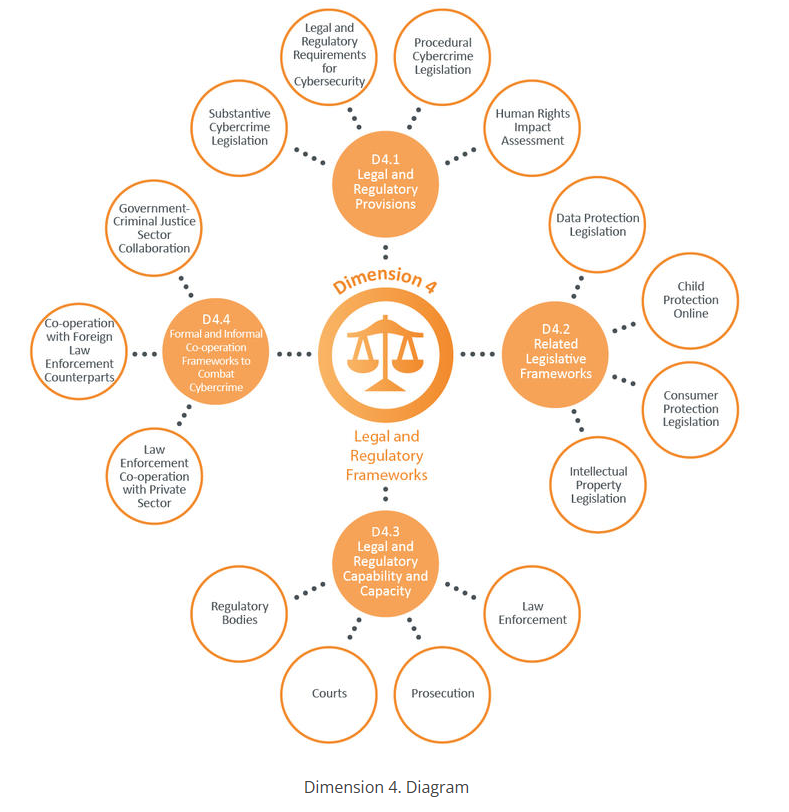 Legal and
Regulatory
Requirements
for
Cybersecurity
Procedural
Cybercrime
Legislation
Substantive
Cybercrime
Legislation
Human Rights
Impact
Assessment
D4.1
Legal and
Regulatory
Provisions
Government-
Criminal Justice
Sector
Collaboration
Data Protection
Legislation
Child
Protection
Online
Dimension 4
Co-operation
with Foreign
Law
Enforcement
Counterparts
D4.4
Formal and Informal
Co-operation
Frameworks to
Combat
Cybercrime
D4.2
Related
Legislative
Frameworks
Consumer
Protection
Legislation
Legal and
Regulatory
Frameworks
Law
Enforcement
Co-operation
with Private
Sector
Intellectual
Property
Legislation
D4.3
Legal and
Regulatory
Capability and
Capacity
Regulatory
Bodies
Law
Enforcement
Courts
Prosecution
Dimension 4. Diagram